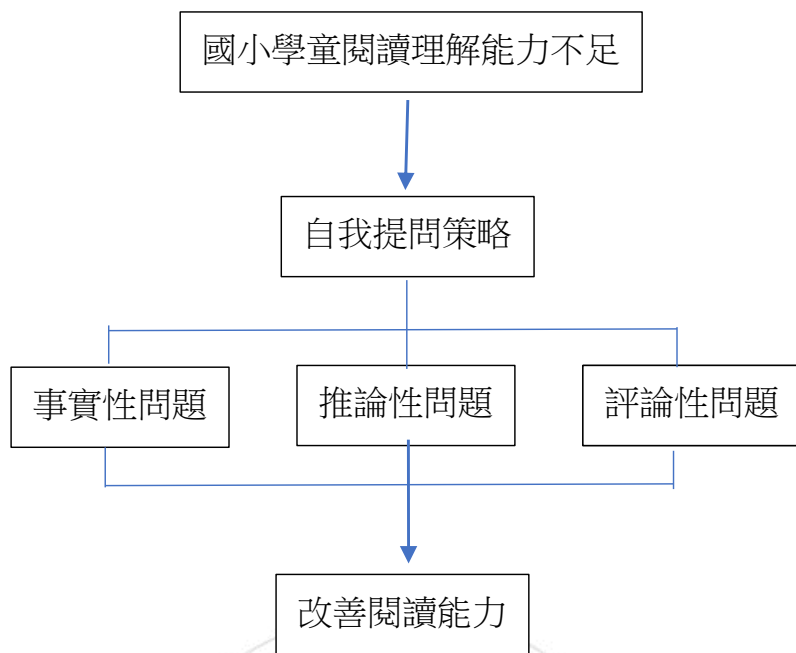 國小學童閱讀理解能力不足
自我提問策略
事實性問題
推論性問題
評論性問題
改善閱讀能力